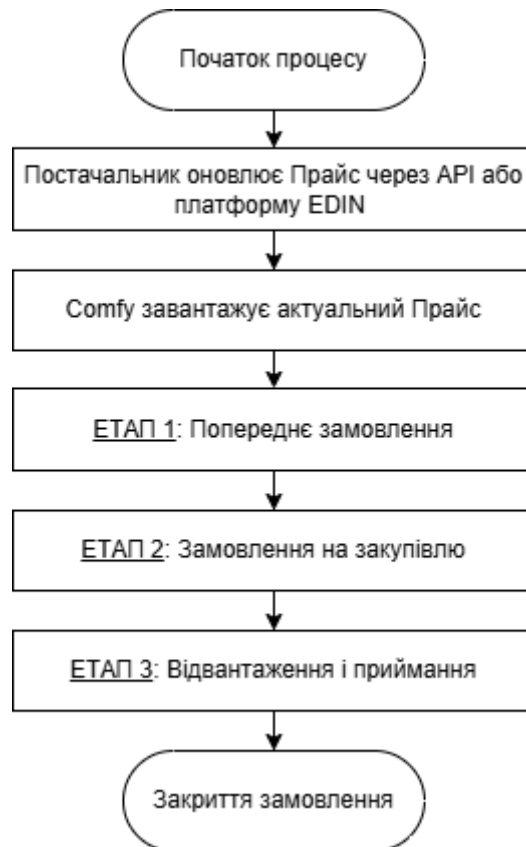 Початок процесу
Постачальник оновлює Прайс через API або
платформу EDIN
Comfy завантажує актуальний Прайс
ЕТАП 1: Попереднє замовлення
ЕТАП 2: Замовлення на закупівлю
ЕТАП 3: Відвантаження і приймання
Закриття замовлення